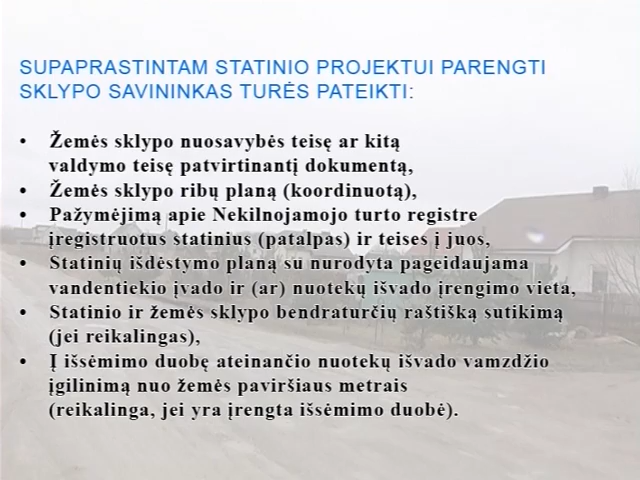 SUPAPRASTINTAM STATINIO PROJEKTUI PARENGTI
SKLYPO SAVININKAS TURĖS PATEIKTI:
• Žemės sklypo nuosavybės teisę ar kitą
valdymo teisę patvirtinantį dokumentą,
• Žemės sklypo ribų planą (koordinuotą),
• Pažymėjimą apie Nekilnojamojo turto registre
įregistruotus statinius (patalpas) ir teises į juos,
• Statinių išdėstymo planą su nurodyta pageidaujama
vandentiekio įvado ir (ar) nuotekų išvado įrengimo vieta,
• Statinio ir žemės sklypo bendraturčių raštišką sutikimą
(jei reikalingas),
• Į išsėmimo duobę ateinančio nuotekų išvado vamzdžio
įgilinimą nuo žemės paviršiaus metrais
(reikalinga, jei yra įrengta išsėmimo duobė).